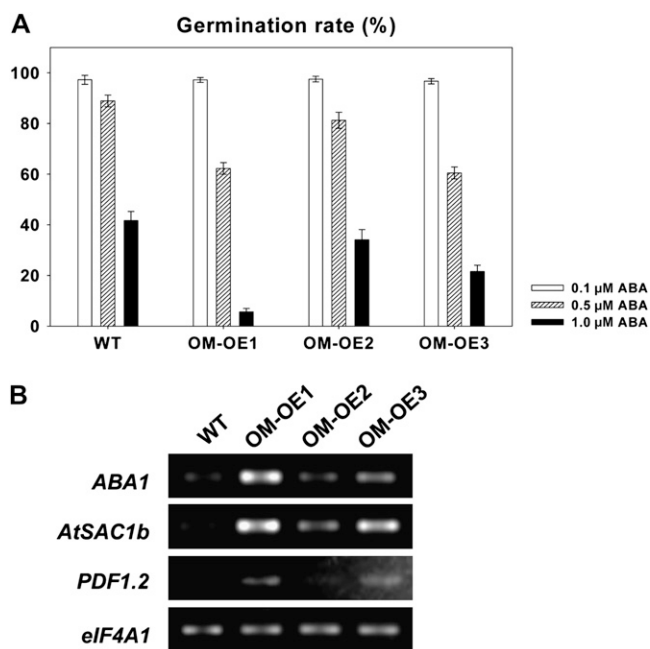 A
Germination rate (%)
100
80
60
40
20
0
WT
OM-OE1
OM-OE2
OM-OE3
0.1 µM ABA
0.5 µM ABA
1.0 µM ABA
B
WT
OM-OE1
OM-OE2
OM-OE3
ABA1
AtSAC1b
PDF1.2
eIF4A1